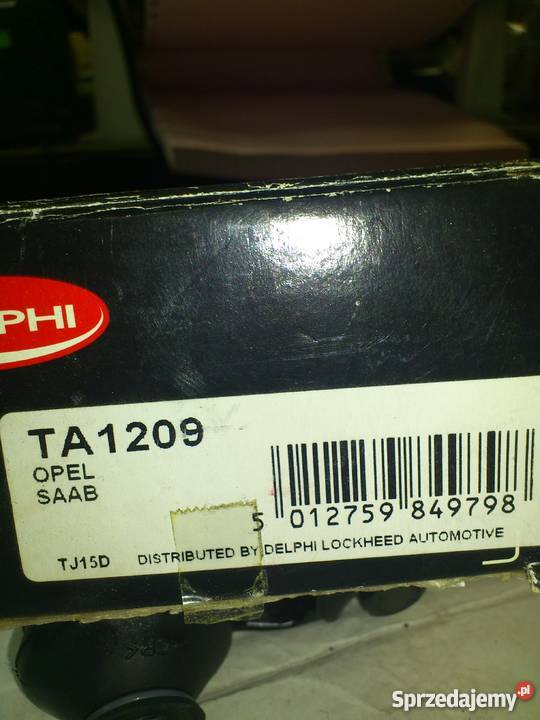 PHI
TA1209
OPEL
SAAB
5 012759 849798
TJ15D DISTRIBUTED BY DELPHI LOCKHEED AUTOMOTIVE
Sprzedajemy.pl